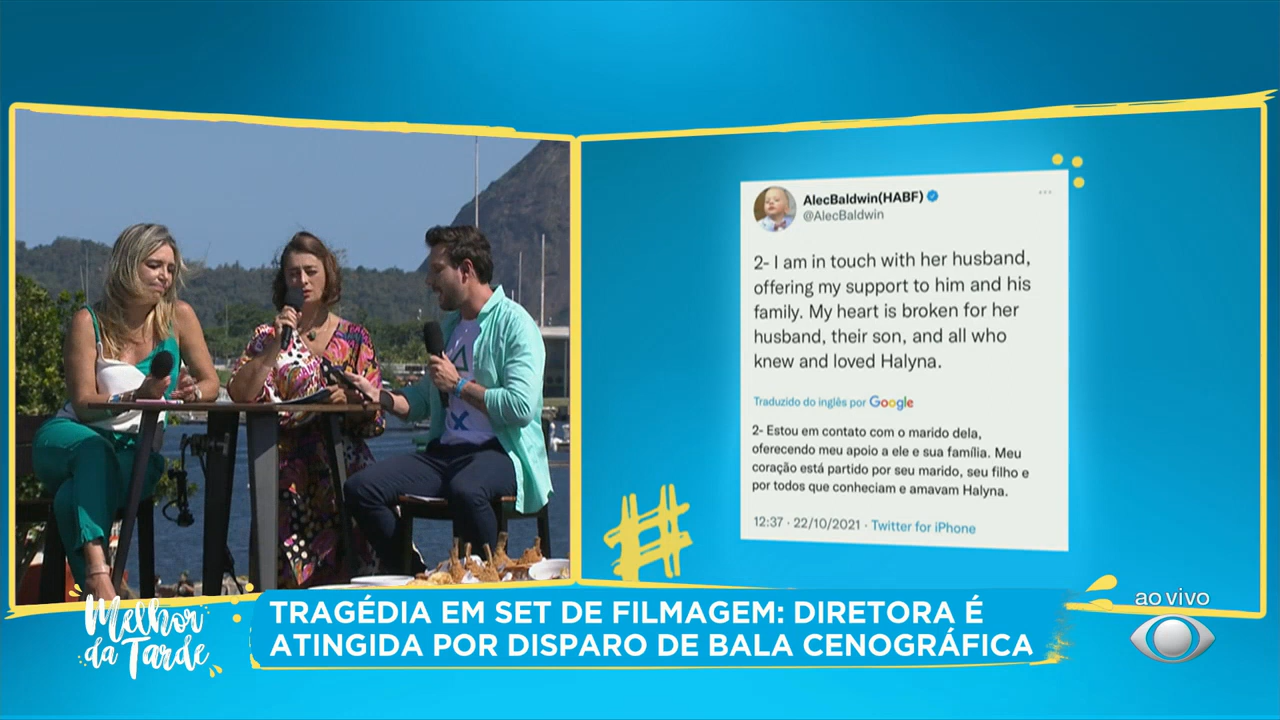 AlecBaldwin(HABF)
@AlecBaldwin
2- I am in touch with her husband,
offering my support to him and his
family. My heart is broken for her
husband, their son, and all who
knew and loved Halyna.
Traduzido do inglês por Google
2- Estou em contato com o marido dela,
oferecendo meu apoio a ele e sua família. Meu
coração está partido por seu marido, seu filho e
por todos que conheciam e amavam Halyna.
12:37 · 22/10/2021 · Twitter for iPhone
#
Melhor
da Tarde
TRAGÉDIA EM SET DE FILMAGEM: DIRETORA É
ATINGIDA POR DISPARO DE BALA CENOGRÁFICA
ao vivo